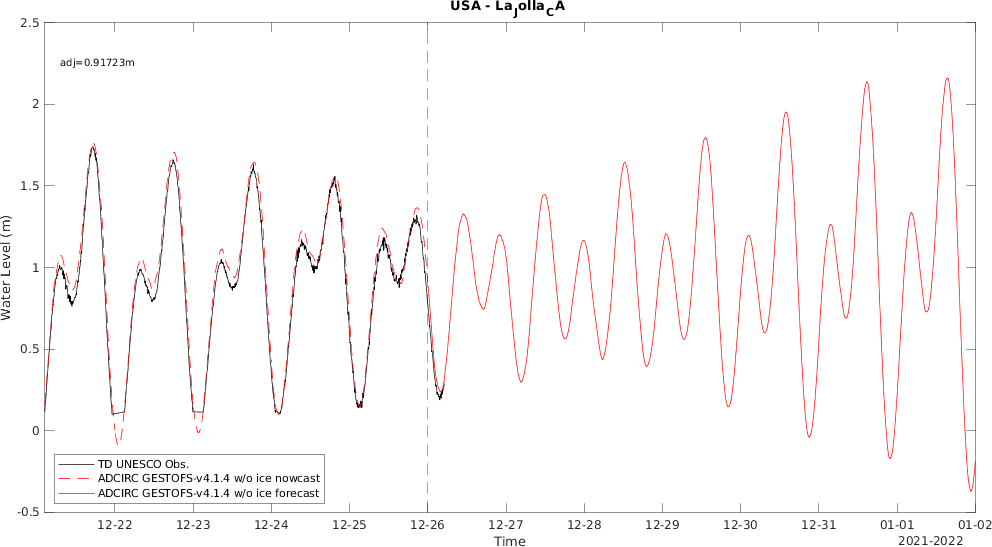 USA - LaJollaCA
adj=0.91723m
2.5
2
1.5
1
0.5
0
-0.5
Water Level (m)
TD UNESCO Obs.
ADCIRC GESTOFS-v4.1.4 w/o ice nowcast
ADCIRC GESTOFS-v4.1.4 w/o ice forecast
12-22 12-23 12-24 12-25 12-26 12-27 12-28 12-29 12-30 12-31 01-01 01-02
Time
2021-2022